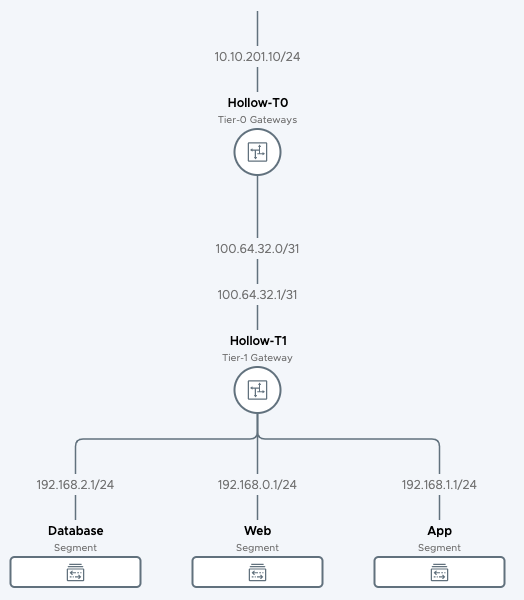 10.10.201.10/24
Hollow-T0
Tier-0 Gateways
100.64.32.0/31
100.64.32.1/31
Hollow-T1
Tier-1 Gateway
192.168.2.1/24 192.168.0.1/24 192.168.1.1/24
Database Web App
Segment Segment Segment